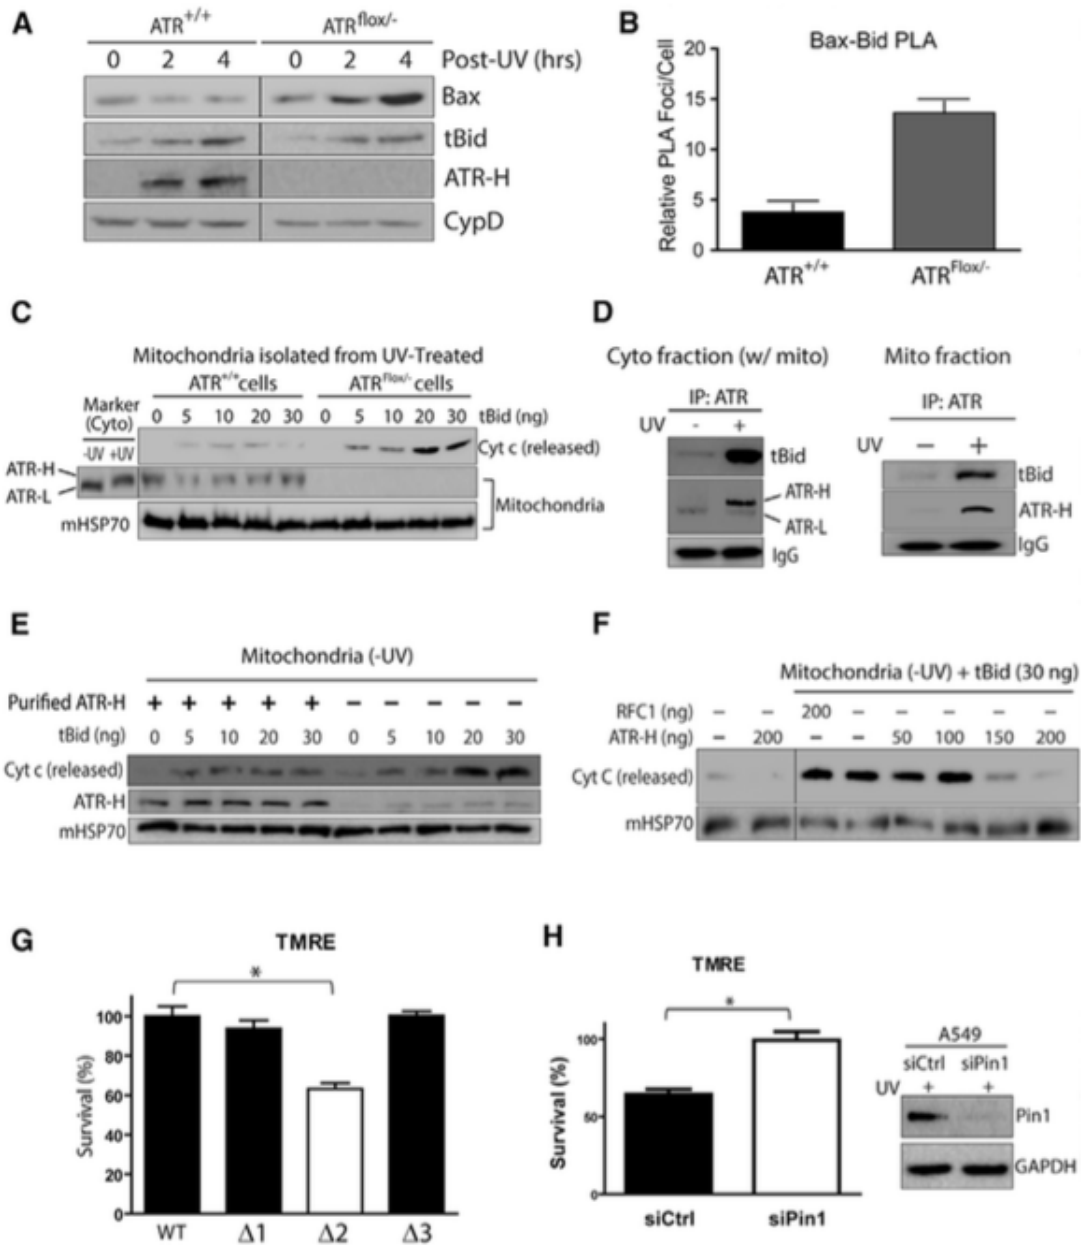 A
ATR+/+ ATRflox/-
0 2 4 0 2 4 Post-UV (hrs)
Bax
tBid
ATR-H
CypD
B
Bax-Bid PLA
Relative PLA Foci/Cell
20
15
10
5
0
ATR+/+ ATRFlox/-
C
Mitochondria isolated from UV-Treated
ATR+/+cells ATRflox/- cells
Marker
(Cyto)
0 5 10 20 30 0 5 10 20 30 tBid (ng)
-UV +UV
Cyt c (released)
ATR-H
ATR-L
Mitochondria
mHSP70
D
Cyto fraction (w/ mito)
IP: ATR
UV - +
tBid
ATR-H
ATR-L
IgG
Mito fraction
IP: ATR
UV - +
tBid
ATR-H
IgG
E
Mitochondria (-UV)
Purified ATR-H + + + + + - - - - -
tBid (ng) 0 5 10 20 30 0 5 10 20 30
Cyt c (released)
ATR-H
mHSP70
F
Mitochondria (-UV) + tBid (30 ng)
RFC1 (ng) - - 200 - - - - -
ATR-H (ng) - 200 - - 50 100 150 200
Cyt C (released)
mHSP70
G
TMRE
*
Survival (%)
100
80
60
40
20
0
WT Δ1 Δ2 Δ3
H
TMRE
*
Survival (%)
100
50
0
siCtrl siPin1
A549
siCtrl siPin1
UV + +
Pin1
GAPDH